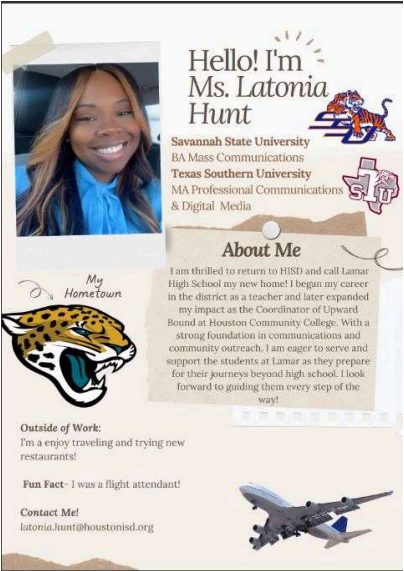 Hello! I'm
Ms. Latonia
Hunt
SSU
Savannah State University
BA Mass Communications
Texas Southern University
MA Professional Communications
& Digital Media
TSU
About Me
I am thrilled to return to HISD and call Lamar
High School my new home! I began my career
in the district as a teacher and later expanded
my impact as the Coordinator of Upward
Bound at Houston Community College. With a
strong foundation in communications and
community outreach, I am eager to serve and
support the students at Lamar as they prepare
for their journeys beyond high school. I look
forward to guiding them every step of the
way!
My
Hometown
Outside of Work:
I'm a enjoy traveling and trying new
restaurants!
Fun Fact- I was a flight attendant!
Contact Me!
latonia.hunt@houstonisd.org